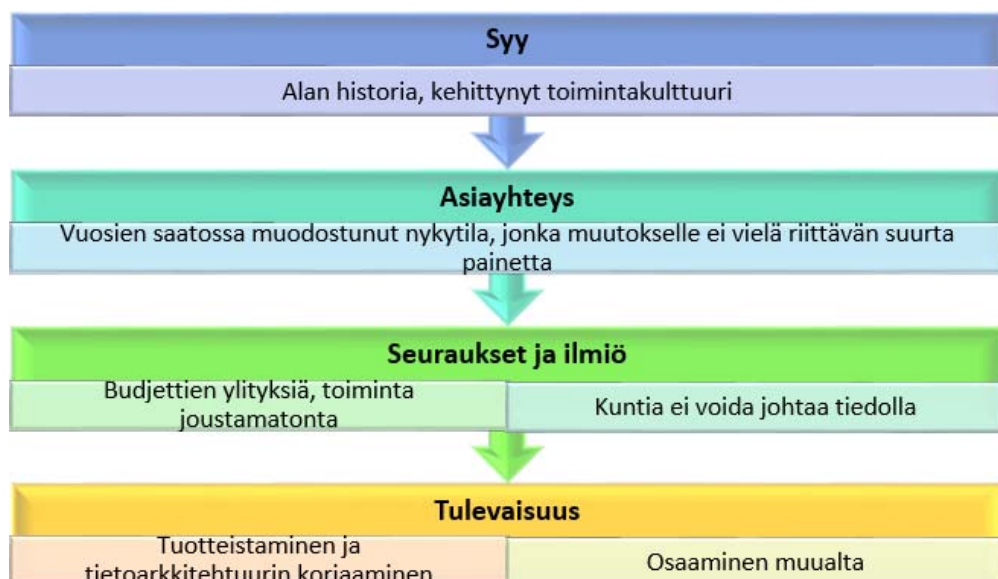 Syy
Alan historia, kehittynyt toimintakulttuuri
Asiayhteys
Vuosien saatossa muodostunut nykytila, jonka muutokselle ei vielä riittävän suurta
painetta
Seuraukset ja ilmiö
Budjettien ylityksiä, toiminta
joustamatonta
Kuntia ei voida johtaa tiedolla
Tulevaisuus
Tuotteistaminen ja
tietoarkkitehtuurin korjaaminen
Osaaminen muualta